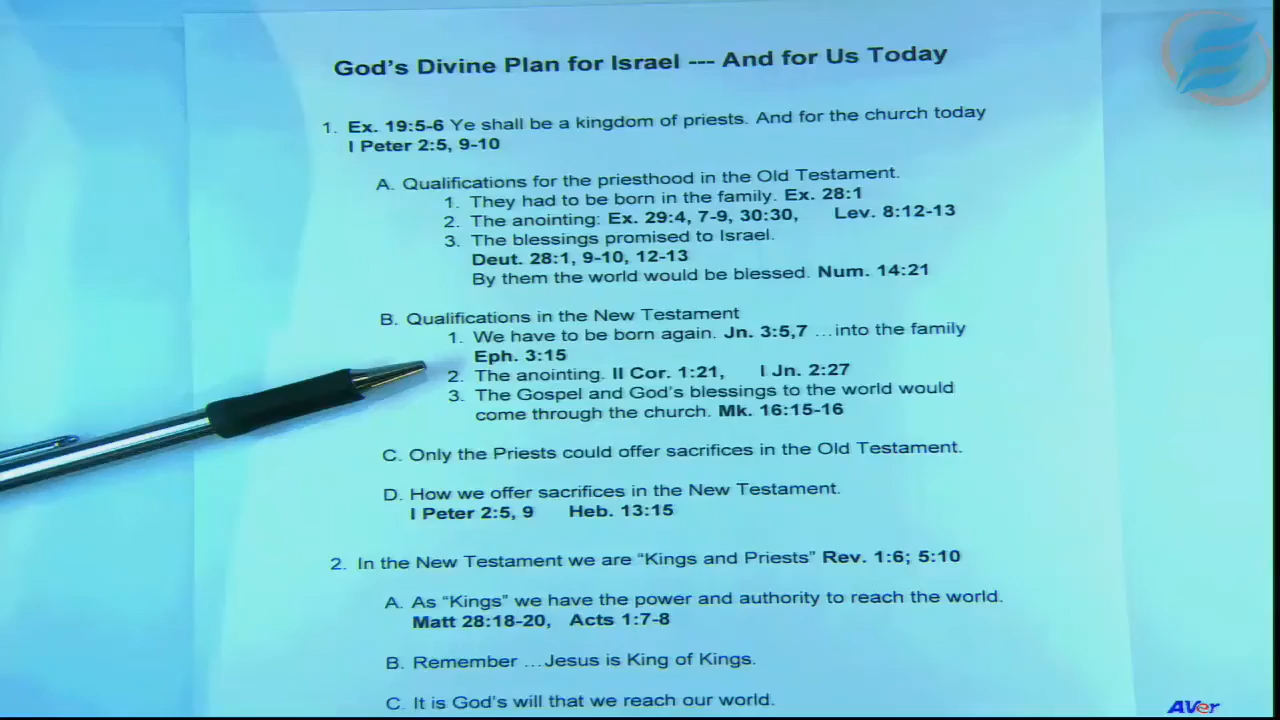 God's Divine Plan for Israel --- And for Us Today
1. Ex. 19:5-6 Ye shall be a kingdom of priests. And for the church today
I Peter 2:5, 9-10
A. Qualifications for the priesthood in the Old Testament.
1. They had to be born in the family. Ex. 28:1
2. The anointing: Ex. 29:4, 7-9, 30:30, Lev. 8:12-13
3. The blessings promised to Israel.
Deut. 28:1, 9-10, 12-13
By them the world would be blessed. Num. 14:21
B. Qualifications in the New Testament
1. We have to be born again. Jn. 3:5,7 ...into the family
Eph. 3:15
2. The anointing. II Cor. 1:21, I Jn. 2:27
3. The Gospel and God's blessings to the world would
come through the church. Mk. 16:15-16
C. Only the Priests could offer sacrifices in the Old Testament.
D. How we offer sacrifices in the New Testament.
I Peter 2:5, 9 Heb. 13:15
2. In the New Testament we are "Kings and Priests" Rev. 1:6; 5:10
A. As "Kings" we have the power and authority to reach the world.
Matt 28:18-20, Acts 1:7-8
B. Remember ...Jesus is King of Kings.
C. It is God's will that we reach our world.
AVer